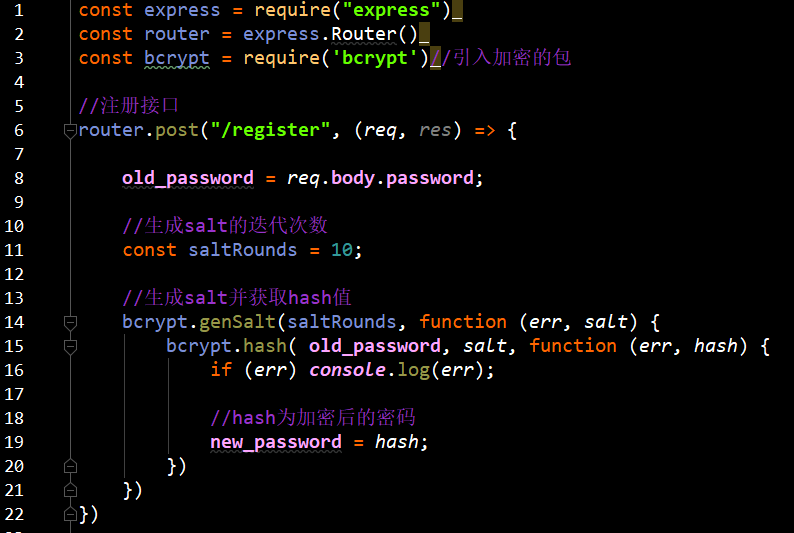 1 const express = require("express")
2 const router = express.Router()
3 const bcrypt = require('bcrypt')//引入加密的包
4
5 //注册接口
6 router.post("/register", (req, res) => {
7
8 old_password = req.body.password;
9
10 //生成salt的迭代次数
11 const saltRounds = 10;
12
13 //生成salt并获取hash值
14 bcrypt.genSalt(saltRounds, function (err, salt) {
15 bcrypt.hash( old_password, salt, function (err, hash) {
16 if (err) console.log(err);
17
18 //hash为加密后的密码
19 new_password = hash;
20 })
21 })
22 })